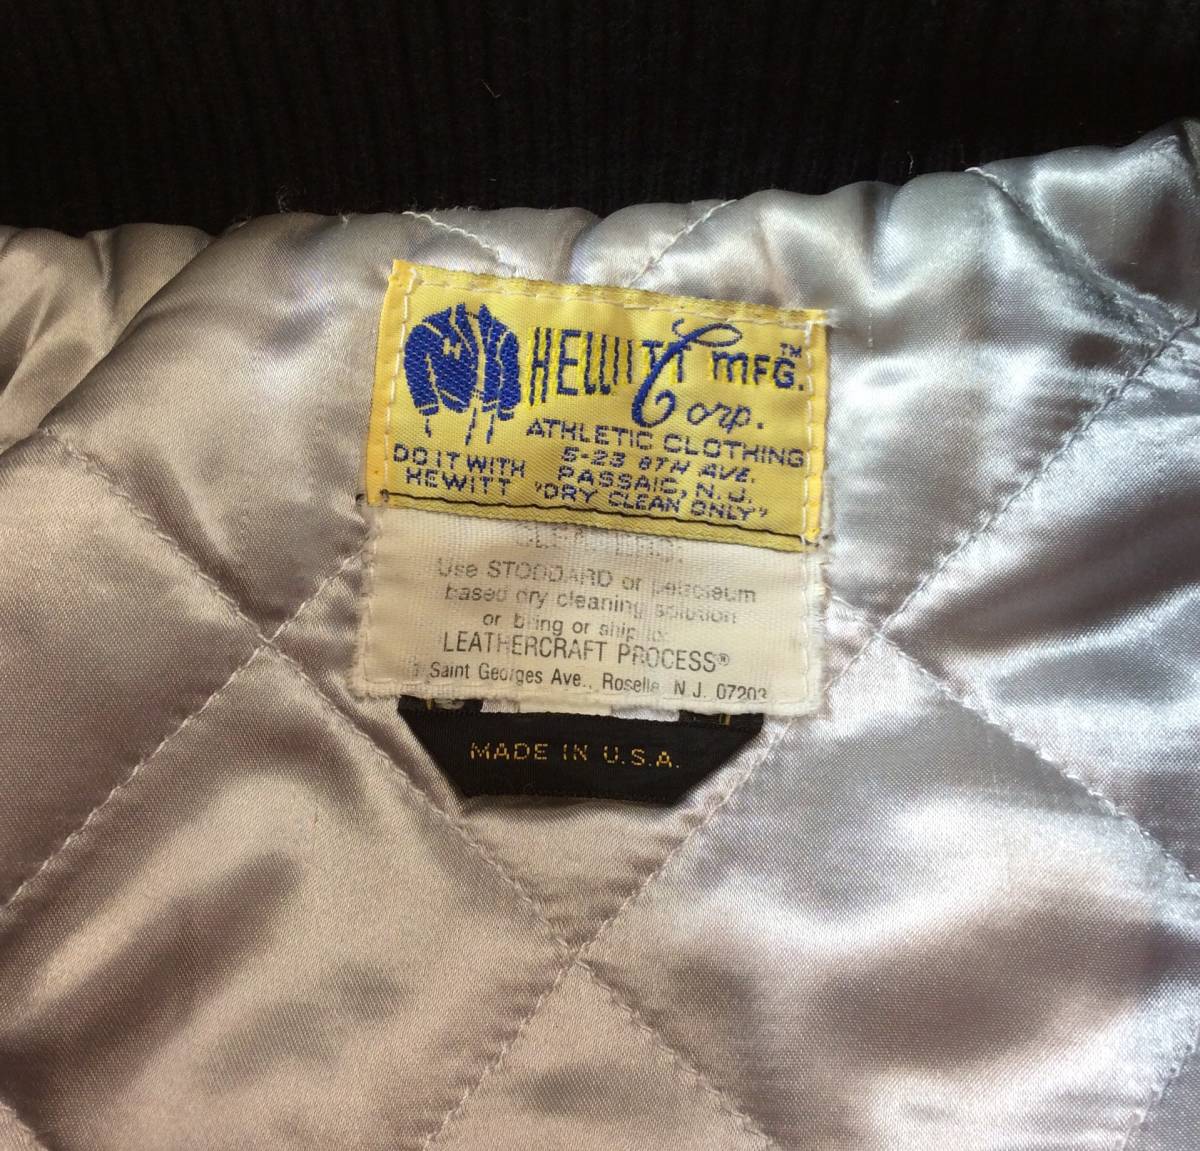 HEWITT MFG.™
Corp.
ATHLETIC CLOTHING
DO IT WITH
HEWITT
5-23 8TH AVE.
PASSAIC, N.J.
"DRY CLEAN ONLY"
CLEANERS:
Use STODDARD or petroleum
based dry cleaning solution
or bring or ship to:
LEATHERCRAFT PROCESS®
Saint Georges Ave., Roselle, N.J. 07203
MADE IN U.S.A.